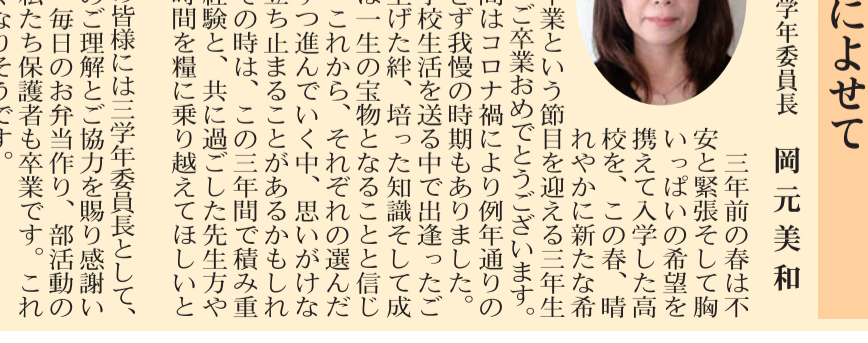 によせて
学年委員長　岡元美和
三年前の春は不
安と緊張そして胸
いっぱいの希望を
携えて入学した高
校を、この春、晴
れやかに新たな希
業という節目を迎える三年生
ご卒業おめでとうございます。
間はコロナ禍により例年通りの
とず我慢の時期もありました。
学校生活を送る中で出逢ったご
上げた絆、培った知識そして成
は一生の宝物となることと信じ
これから、それぞれの選んだ
ずつ進んでいく中、思いがけな
立ち止まることがあるかもしれ
その時は、この三年間で積み重
経験と、共に過ごした先生方や
時間を糧に乗り越えてほしいと
皆様には三学年委員長として、
のご理解とご協力を賜り感謝い
毎日のお弁当作り、部活動の
私たち保護者も卒業です。これ
くなりそうです。